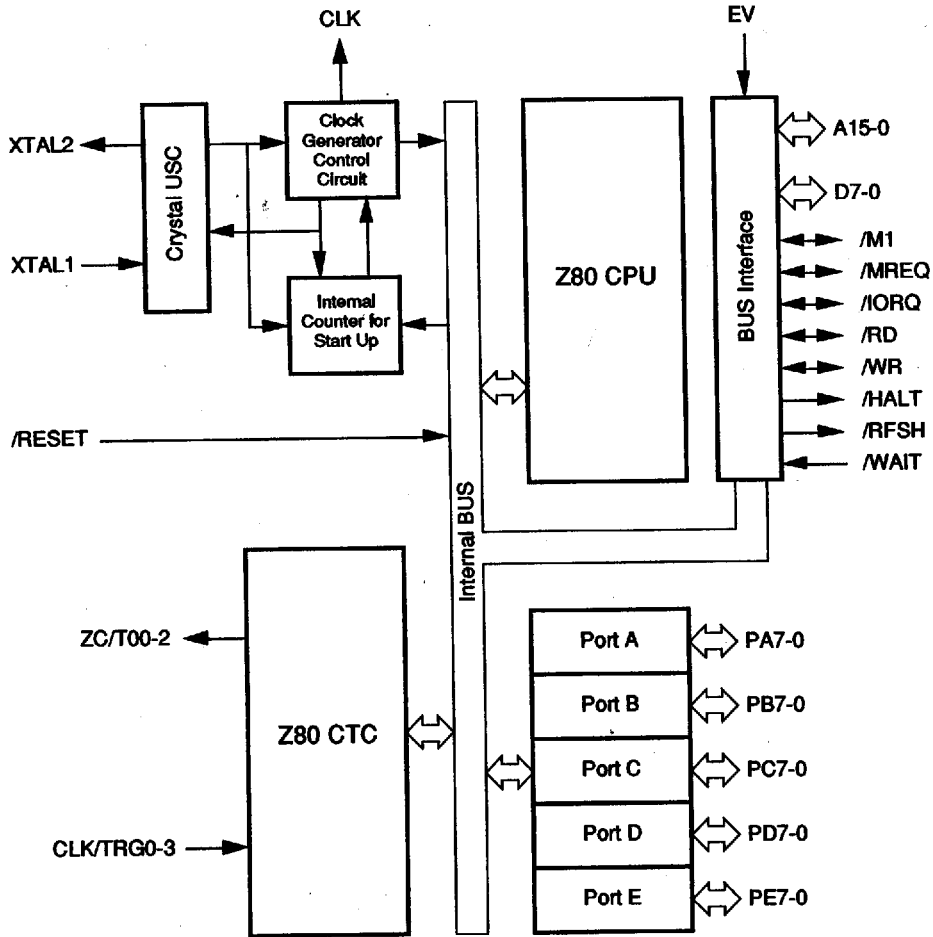 CLK
EV
XTAL2
Crystal USC
Clock
Generator
Control
Circuit
XTAL1
Internal
Counter for
Start Up
/RESET
Internal BUS
Z80 CPU
BUS Interface
A15-0
D7-0
/M1
/MREQ
/IORQ
/RD
/WR
/HALT
/RFSH
/WAIT
ZC/T00-2
Z80 CTC
CLK/TRG0-3
Port A
PA7-0
Port B
PB7-0
Port C
PC7-0
Port D
PD7-0
Port E
PE7-0